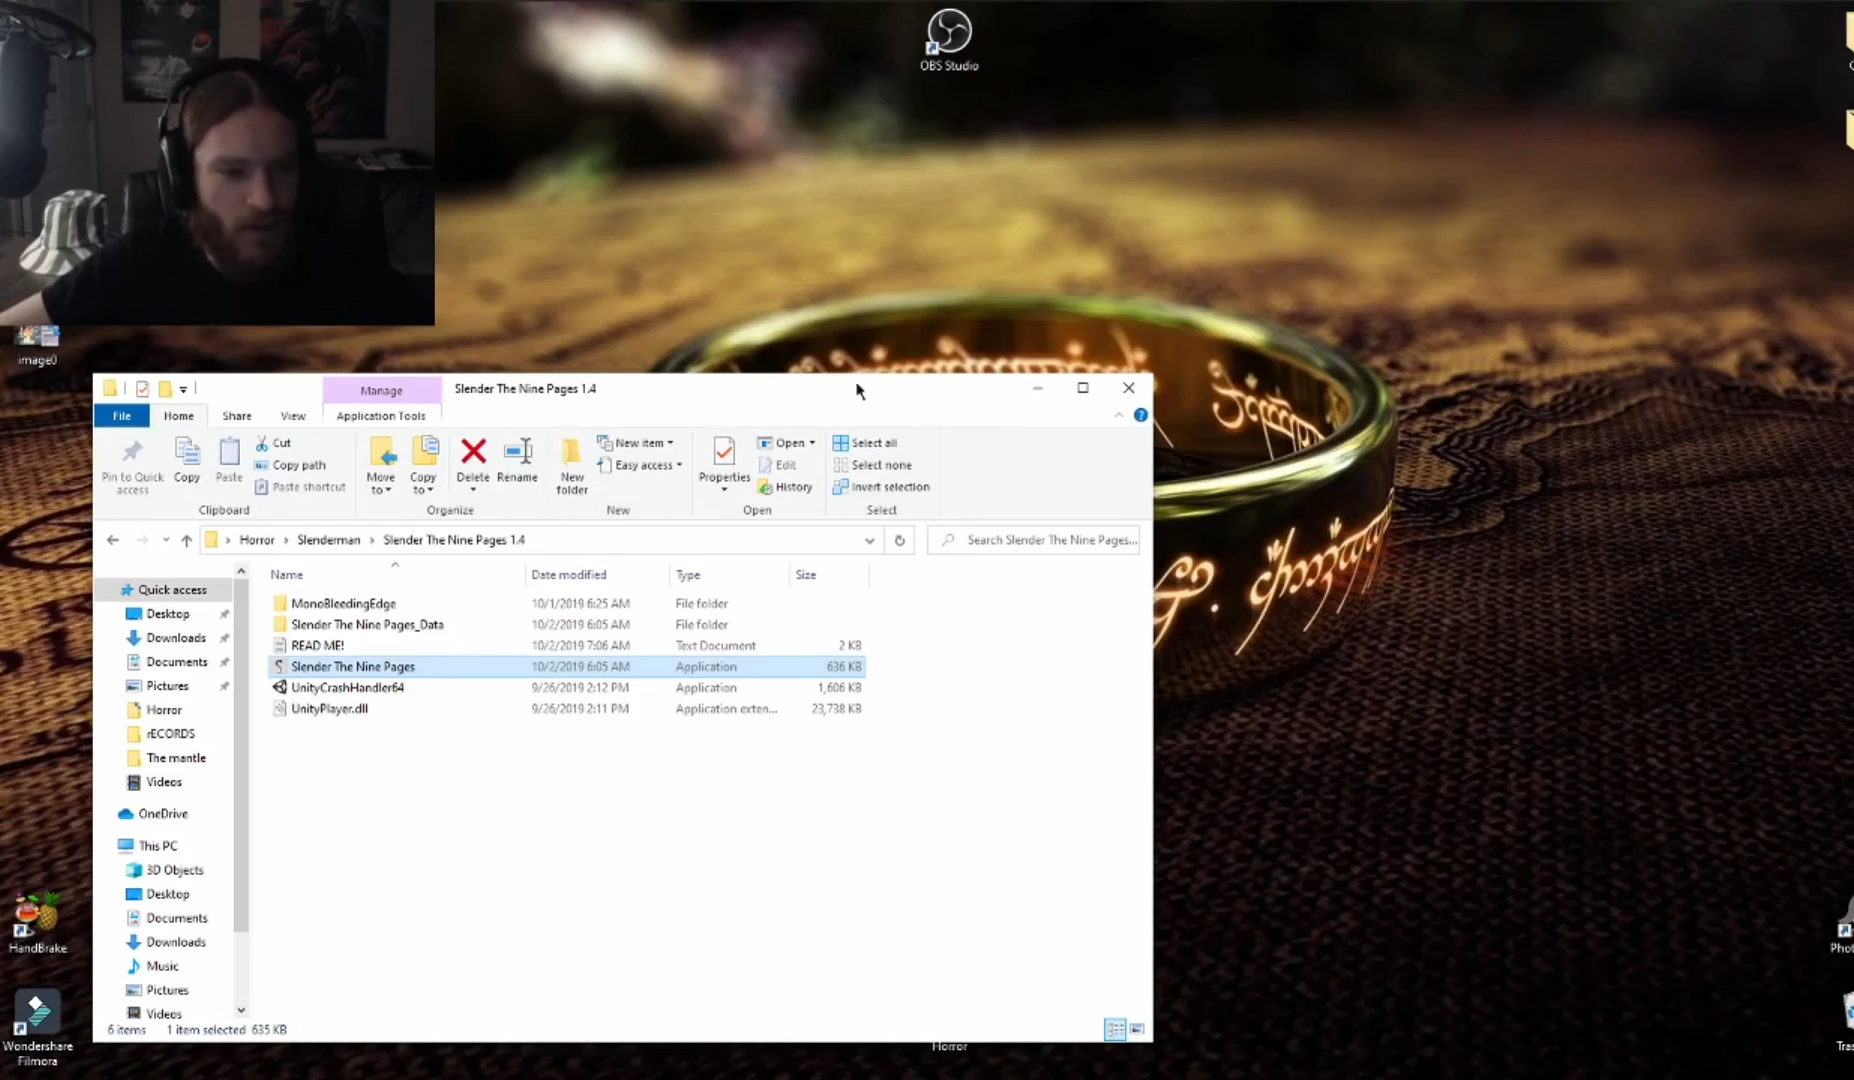 OBS Studio
image0
Manage
Slender The Nine Pages 1.4
File
Home
Share
View
Application Tools
Pin to Quick access
Copy
Paste
Cut
Copy path
Paste shortcut
Clipboard
Move to
Copy to
Delete
Rename
Organize
New folder
New item
Easy access
New
Properties
Open
Edit
History
Open
Select all
Select none
Invert selection
Select
Horror > Slenderman > Slender The Nine Pages 1.4
Search Slender The Nine Pages...
Name Date modified Type Size
MonoBleedingEdge 10/1/2019 6:25 AM File folder
Slender The Nine Pages_Data 10/2/2019 6:05 AM File folder
READ ME! 10/2/2019 7:06 AM Text Document 2 KB
Slender The Nine Pages 10/2/2019 6:05 AM Application 636 KB
UnityCrashHandler64 9/26/2019 2:12 PM Application 1,606 KB
UnityPlayer.dll 9/26/2019 2:11 PM Application exten... 23,738 KB
Quick access
Desktop
Downloads
Documents
Pictures
Horror
rECORDS
The mantle
Videos
OneDrive
This PC
3D Objects
Desktop
Documents
Downloads
Music
Pictures
Videos
6 items 1 item selected 635 KB
HandBrake
Wondershare
Filmora
Horror
Phot
Tra